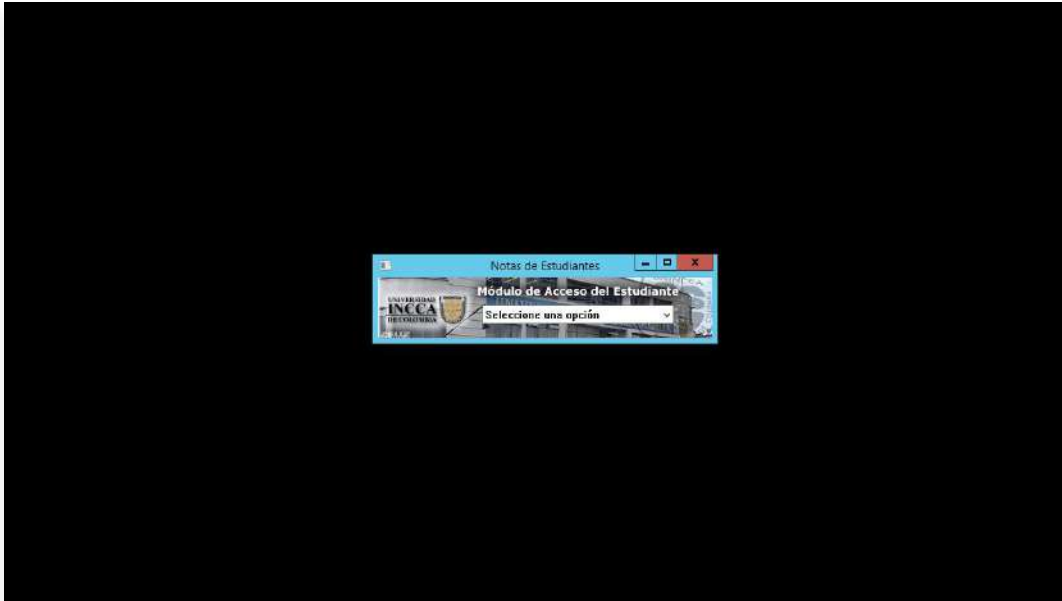 Notas de Estudiantes
Módulo de Acceso del Estudiante
UNIVERSIDAD
INCCA
DE COLOMBIA
Seleccione una opción